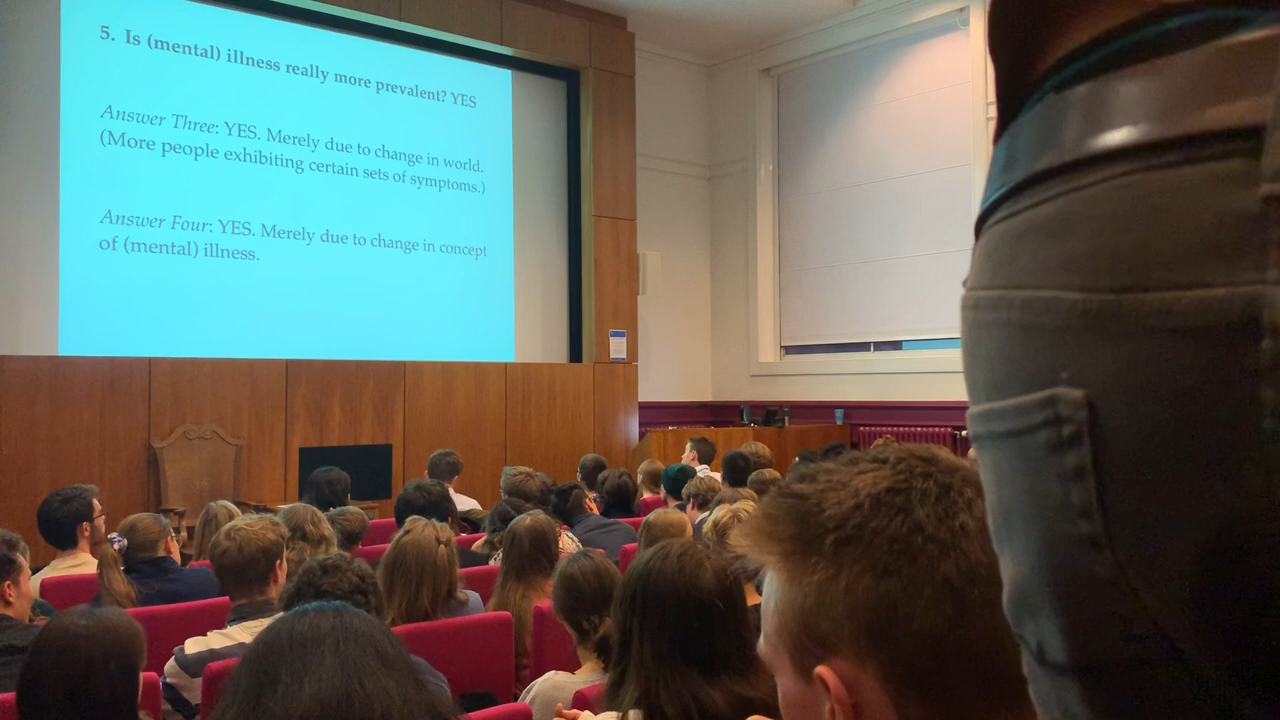 5. Is (mental) illness really more prevalent? YES
Answer Three: YES. Merely due to change in world.
(More people exhibiting certain sets of symptoms.)
Answer Four: YES. Merely due to change in concept
of (mental) illness.